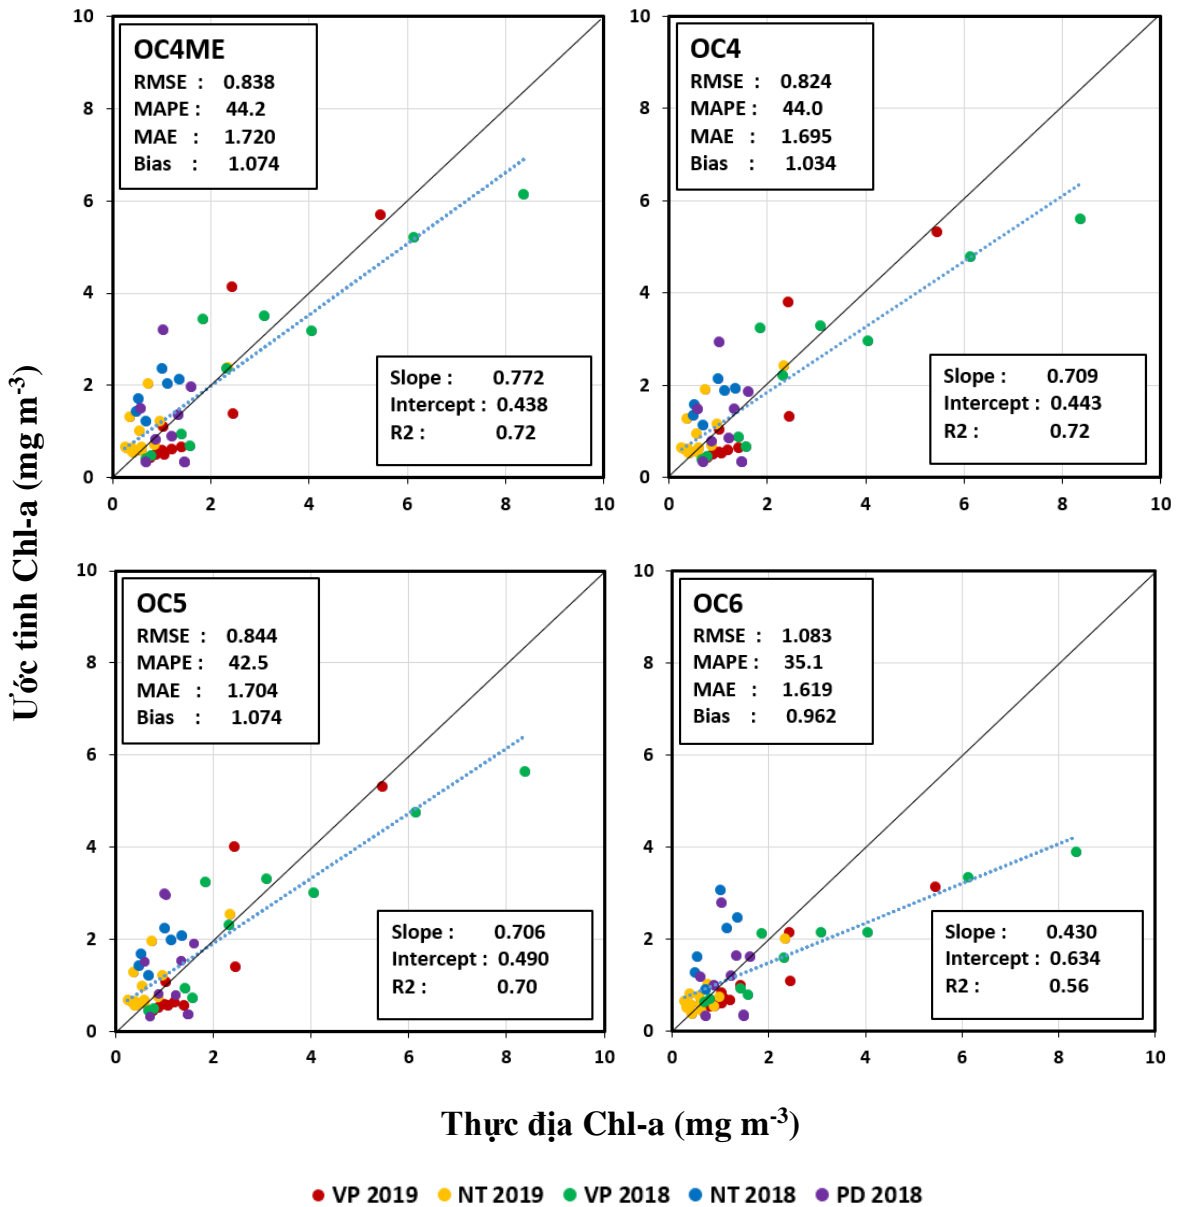 OC4ME
RMSE : 0.838
MAPE : 44.2
MAE : 1.720
Bias : 1.074
Slope : 0.772
Intercept : 0.438
R2 : 0.72
10
8
6
4
2
0
0 2 4 6 8 10
OC4
RMSE : 0.824
MAPE : 44.0
MAE : 1.695
Bias : 1.034
Slope : 0.709
Intercept : 0.443
R2 : 0.72
10
8
6
4
2
0
0 2 4 6 8 10
Ước tinh Chl-a (mg m-3)
OC5
RMSE : 0.844
MAPE : 42.5
MAE : 1.704
Bias : 1.074
Slope : 0.706
Intercept : 0.490
R2 : 0.70
10
8
6
4
2
0
0 2 4 6 8 10
OC6
RMSE : 1.083
MAPE : 35.1
MAE : 1.619
Bias : 0.962
Slope : 0.430
Intercept : 0.634
R2 : 0.56
10
8
6
4
2
0
0 2 4 6 8 10
Thực địa Chl-a (mg m-3)
VP 2019 NT 2019 VP 2018 NT 2018 PD 2018